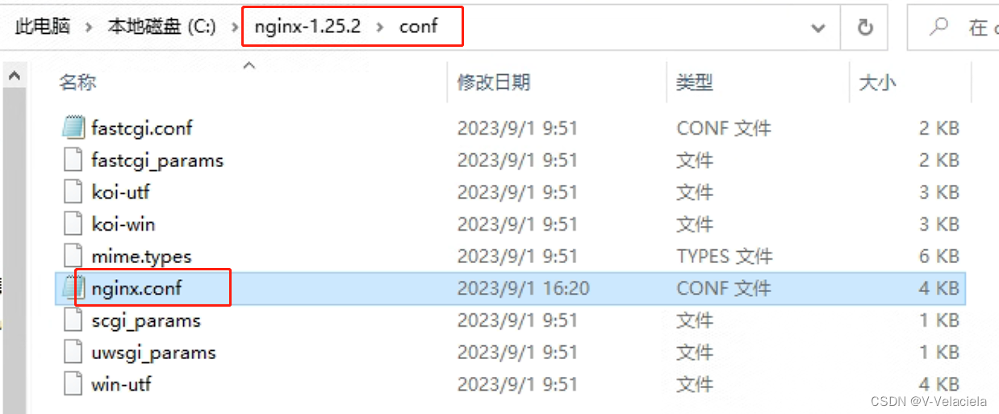 此电脑 > 本地磁盘 (C:) > nginx-1.25.2 > conf 在
名称 修改日期 类型 大小
fastcgi.conf 2023/9/1 9:51 CONF 文件 2 KB
fastcgi_params 2023/9/1 9:51 文件 2 KB
koi-utf 2023/9/1 9:51 文件 3 KB
koi-win 2023/9/1 9:51 文件 3 KB
mime.types 2023/9/1 9:51 TYPES 文件 6 KB
nginx.conf 2023/9/1 16:20 CONF 文件 4 KB
scgi_params 2023/9/1 9:51 文件 1 KB
uwsgi_params 2023/9/1 9:51 文件 1 KB
win-utf 2023/9/1 9:51 文件 4 KB
CSDN @V-Velaciela